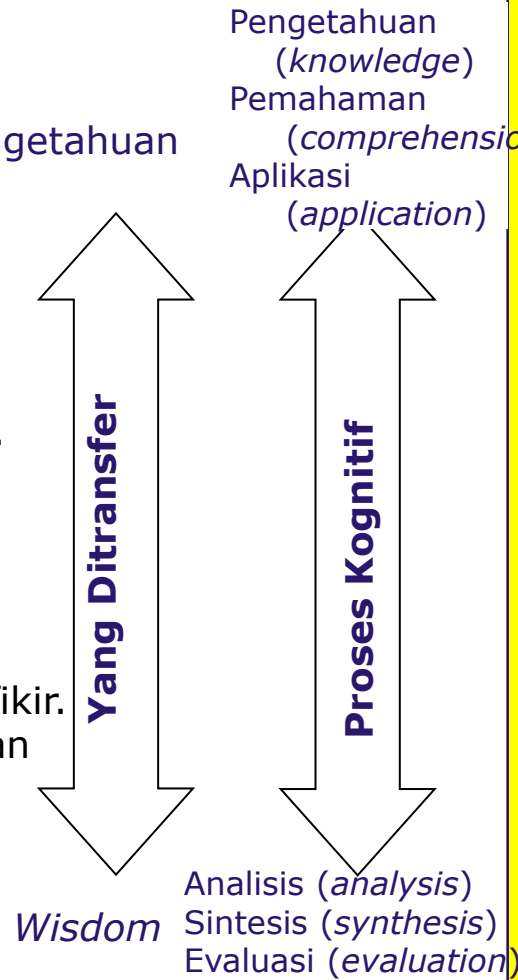 Pengetahuan
(knowledge)
Pemahaman
(comprehensio
getahuan
Aplikasi
(application)
Yang Ditransfer
Proses Kognitif
ikir.
an
Analisis (analysis)
Wisdom
Sintesis (synthesis)
Evaluasi (evaluation)